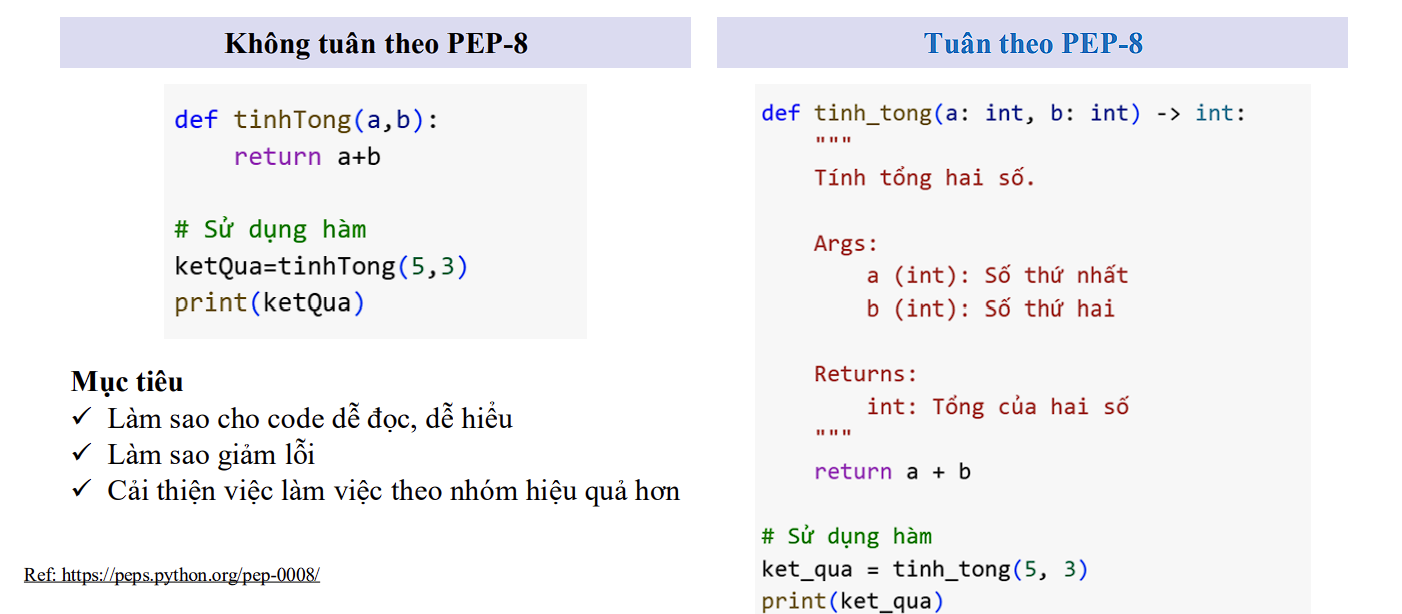 Không tuân theo PEP-8
def tinhTong(a,b):
    return a+b
# Sử dụng hàm
ketQua=tinhTong(5,3)
print(ketQua)
Mục tiêu
✓ Làm sao cho code dễ đọc, dễ hiểu
✓ Làm sao giảm lỗi
✓ Cải thiện việc làm việc theo nhóm hiệu quả hơn
Ref: https://peps.python.org/pep-0008/
Tuân theo PEP-8
def tinh_tong(a: int, b: int) -> int:
    """
    Tính tổng hai số.
    Args:
        a (int): Số thứ nhất
        b (int): Số thứ hai
    Returns:
        int: Tổng của hai số
    """
    return a + b
# Sử dụng hàm
ket_qua = tinh_tong(5, 3)
print(ket_qua)